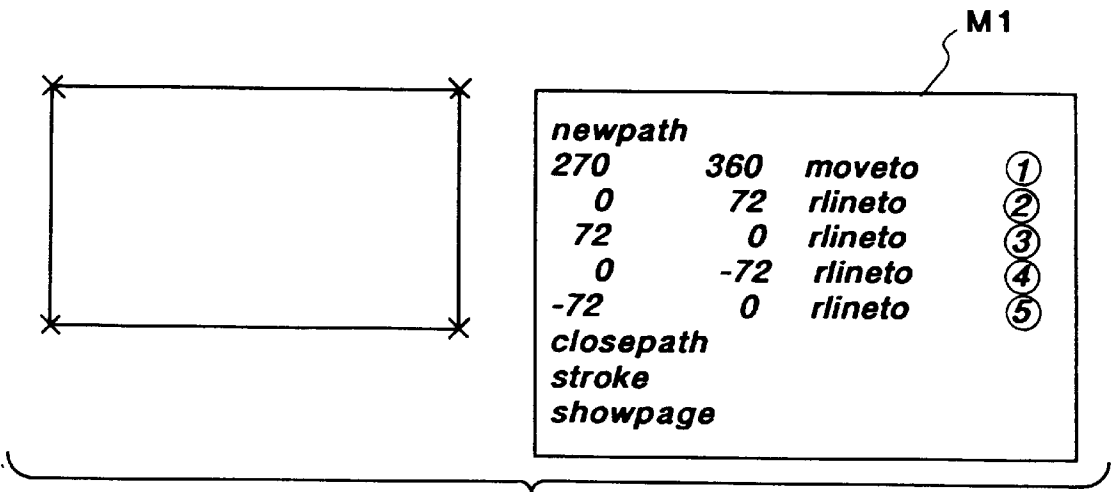 M1
newpath
270 360 moveto ①
0 72 rlineto ②
72 0 rlineto ③
0 -72 rlineto ④
-72 0 rlineto ⑤
closepath
stroke
showpage